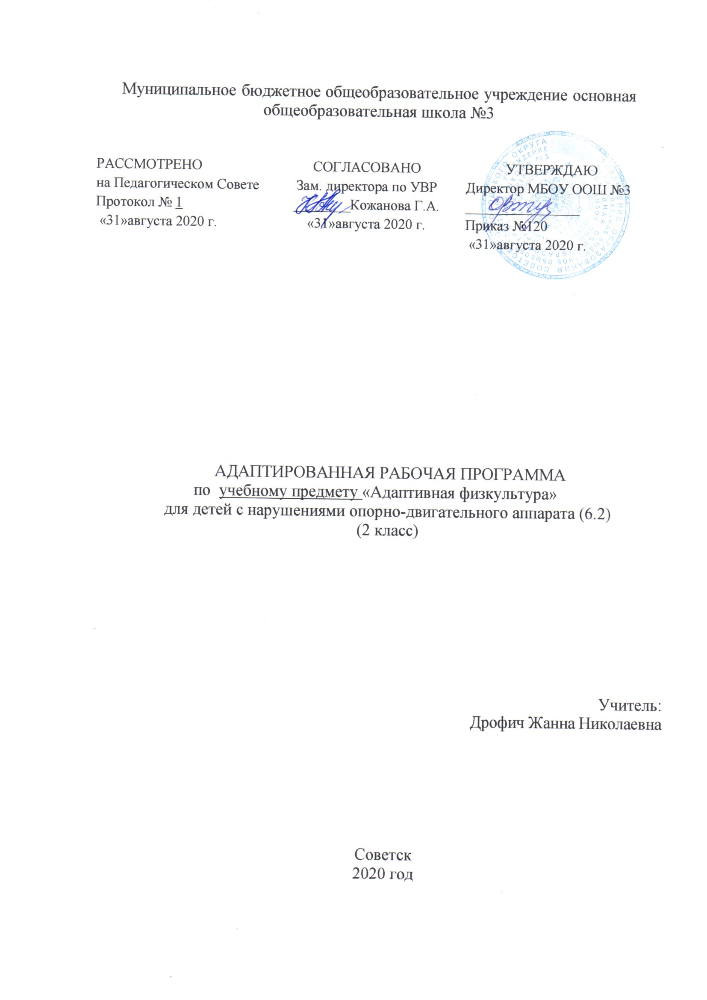 Муниципальное бюджетное общеобразовательное учреждение основная
общеобразовательная школа №3
РАССМОТРЕНО
на Педагогическом Совете
Протокол № 1
«31»августа 2020 г.
СОГЛАСОВАНО
Зам. директора по УВР
Кожанова Г.А.
«31»августа 2020 г.
УТВЕРЖДАЮ
Директор МБОУ ООШ №3
Приказ №120
«31»августа 2020 г.
АДАПТИРОВАННАЯ РАБОЧАЯ ПРОГРАММА
по учебному предмету «Адаптивная физкультура»
для детей с нарушениями опорно-двигательного аппарата (6.2)
(2 класс)
Учитель:
Дрофич Жанна Николаевна
Советск
2020 год